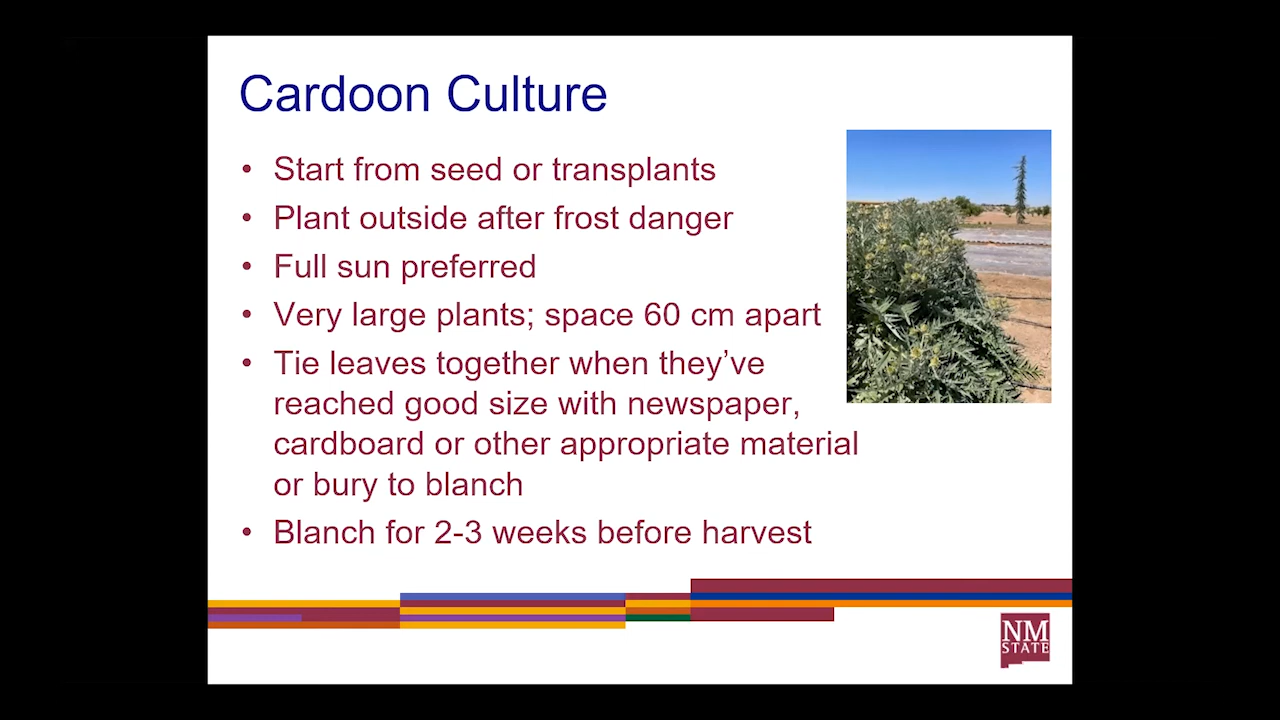 Cardoon Culture
• Start from seed or transplants
• Plant outside after frost danger
• Full sun preferred
• Very large plants; space 60 cm apart
• Tie leaves together when they’ve
reached good size with newspaper,
cardboard or other appropriate material
or bury to blanch
• Blanch for 2-3 weeks before harvest
NM
STATE